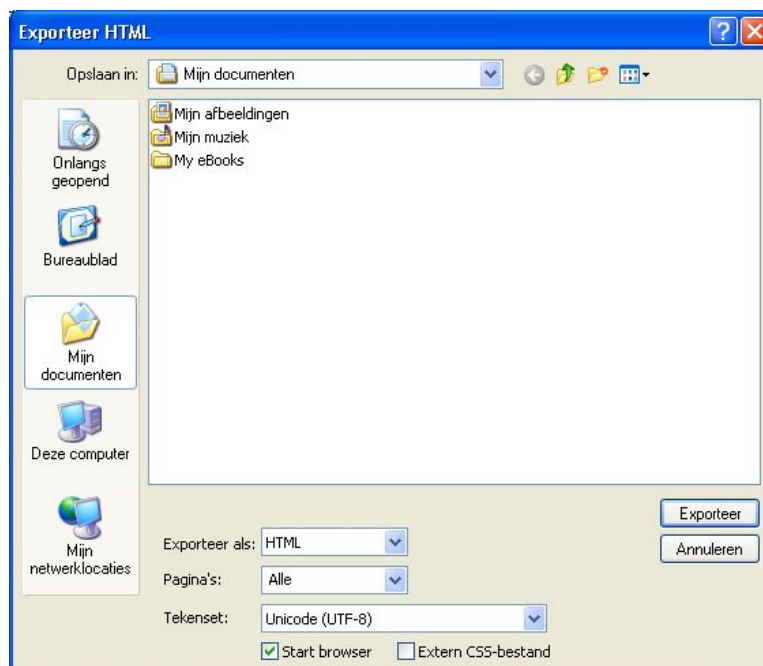 Exporteer HTML
Opslaan in: Mijn documenten
Mijn afbeeldingen
Mijn muziek
My eBooks
Onlangs
geopend
Bureaublad
Mijn
documenten
Deze computer
Mijn
netwerklocaties
Exporteer
Exporteer als: HTML
Annuleren
Pagina's: Alle
Tekenset: Unicode (UTF-8)
Start browser Extern CSS-bestand